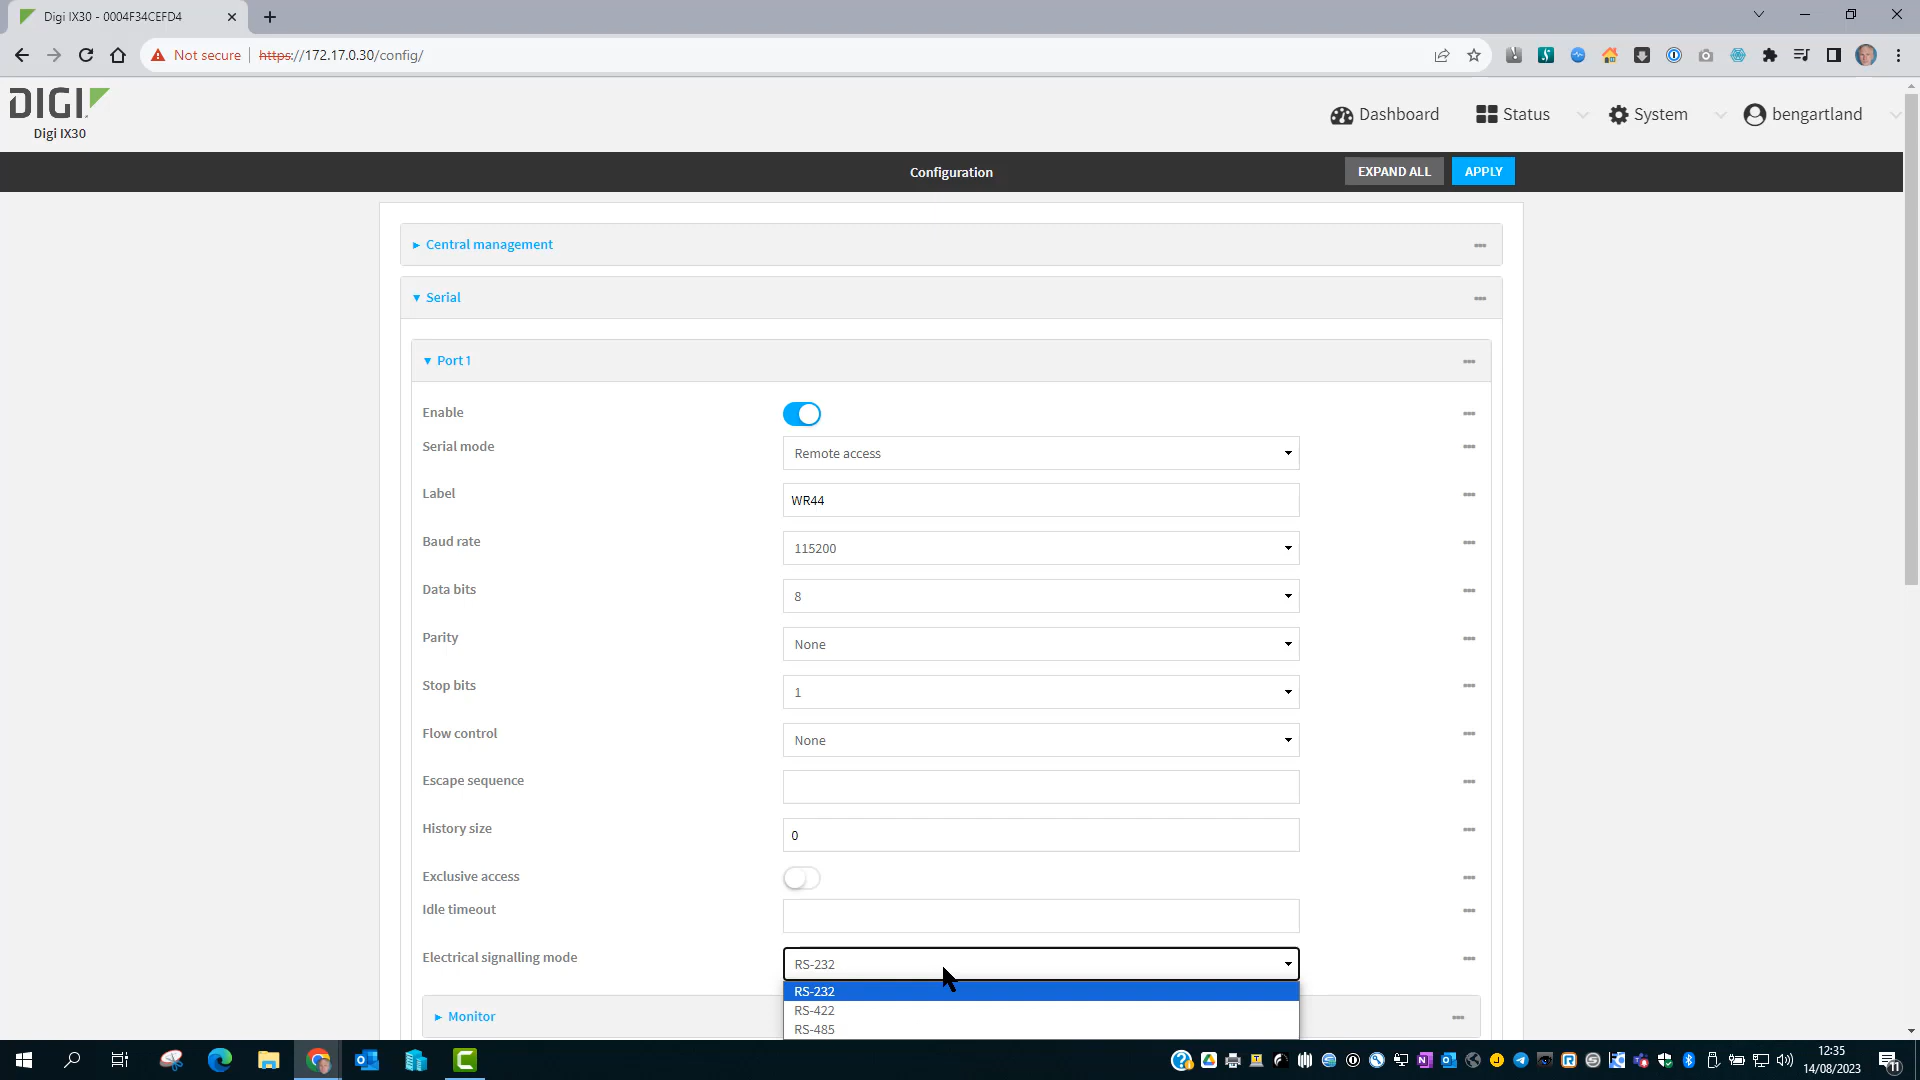 Digi IX30 - 0004F34CEFD4
Not secure https://172.17.0.30/config/
DIGI
Digi IX30
Dashboard
Status
System
bengartland
Configuration
EXPAND ALL
APPLY
Central management
Serial
Port 1
Enable
Serial mode
Remote access
Label
WR44
Baud rate
115200
Data bits
8
Parity
None
Stop bits
1
Flow control
None
Escape sequence
History size
0
Exclusive access
Idle timeout
Electrical signalling mode
RS-232
RS-232
RS-422
RS-485
Monitor
12:35
14/08/2023
11